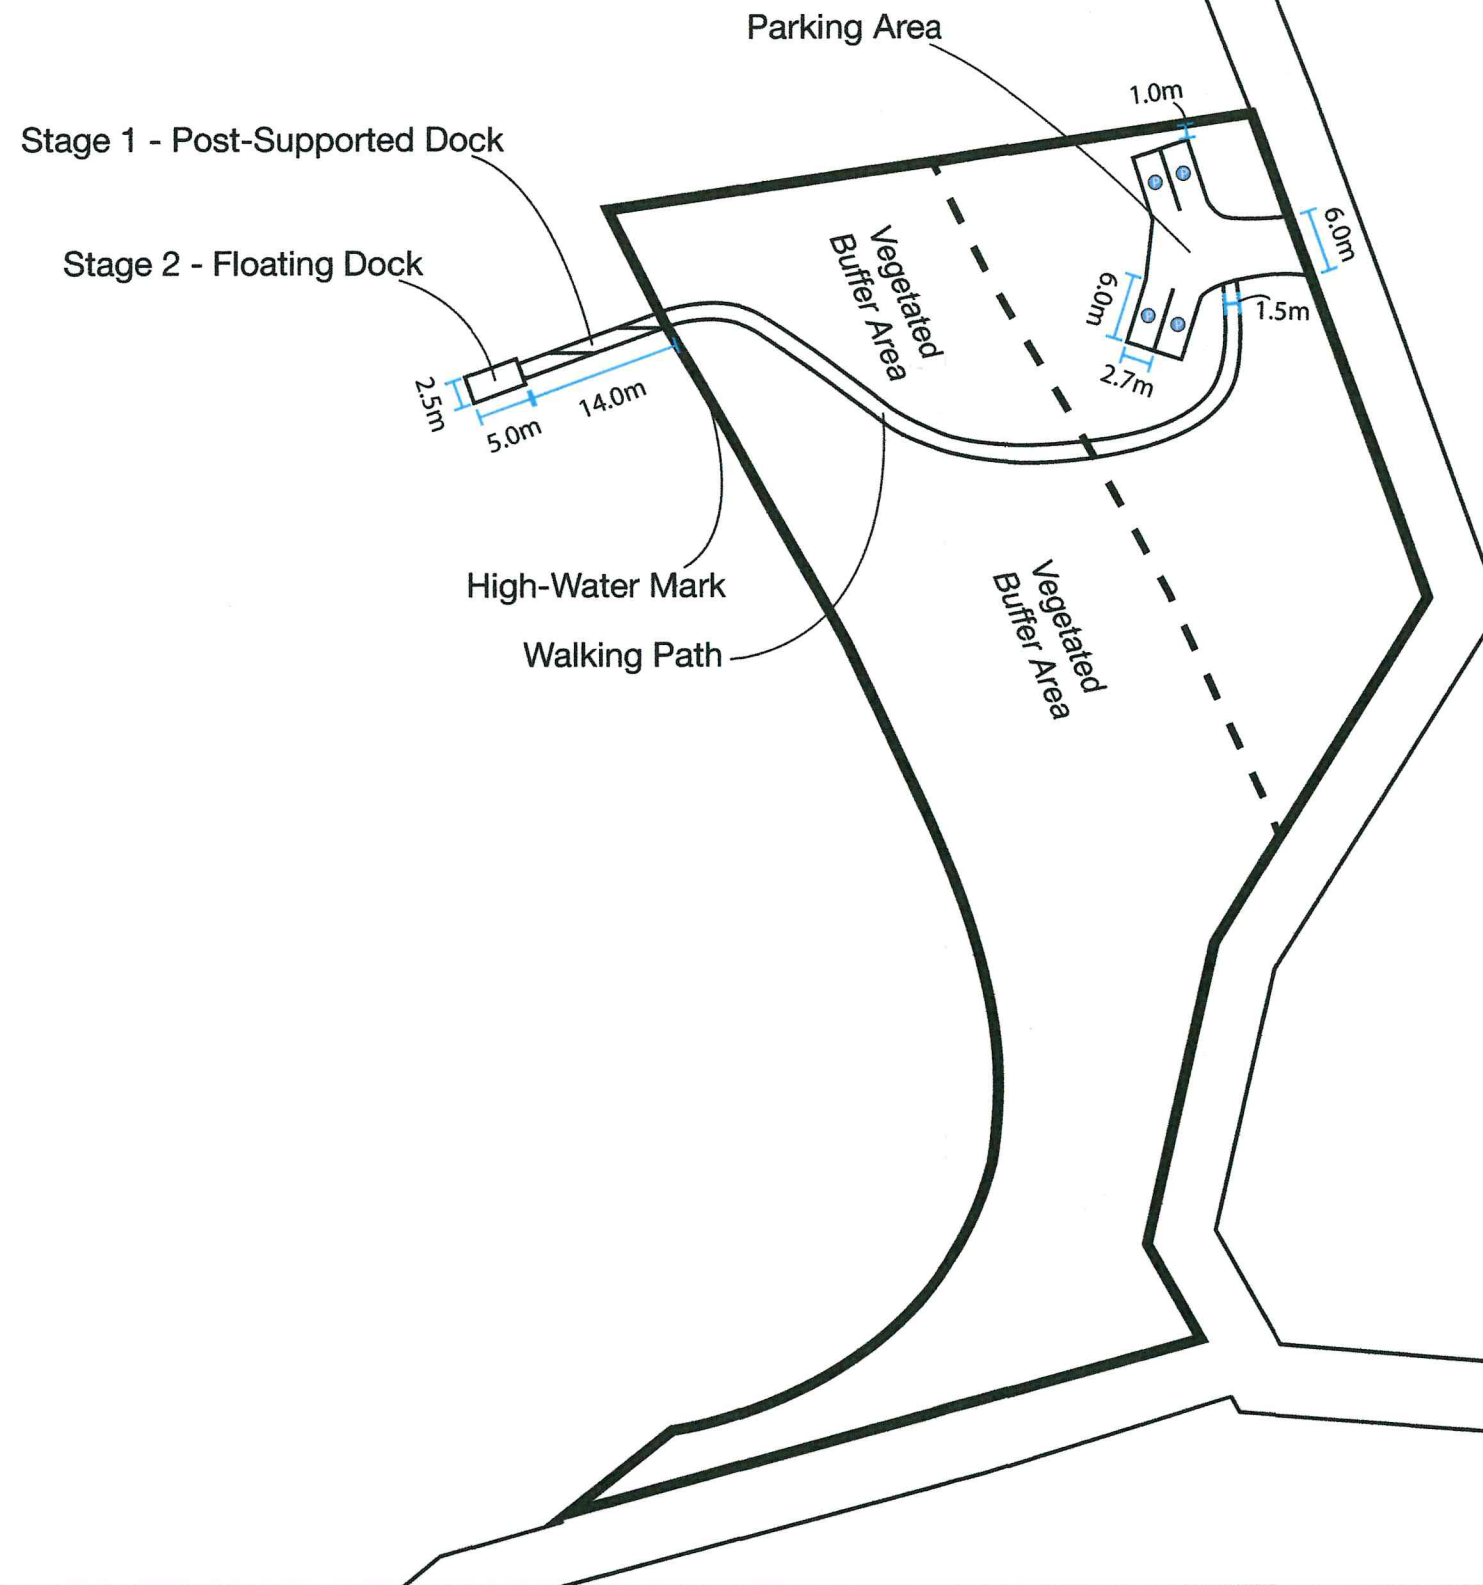 Parking Area
1.0m
Stage 1 - Post-Supported Dock
P
P
6.0m
Stage 2 - Floating Dock
Vegetated
Buffer Area
6.0m
1.5m
P
P
2.7m
2.5m
14.0m
5.0m
High-Water Mark
Walking Path
Vegetated
Buffer Area